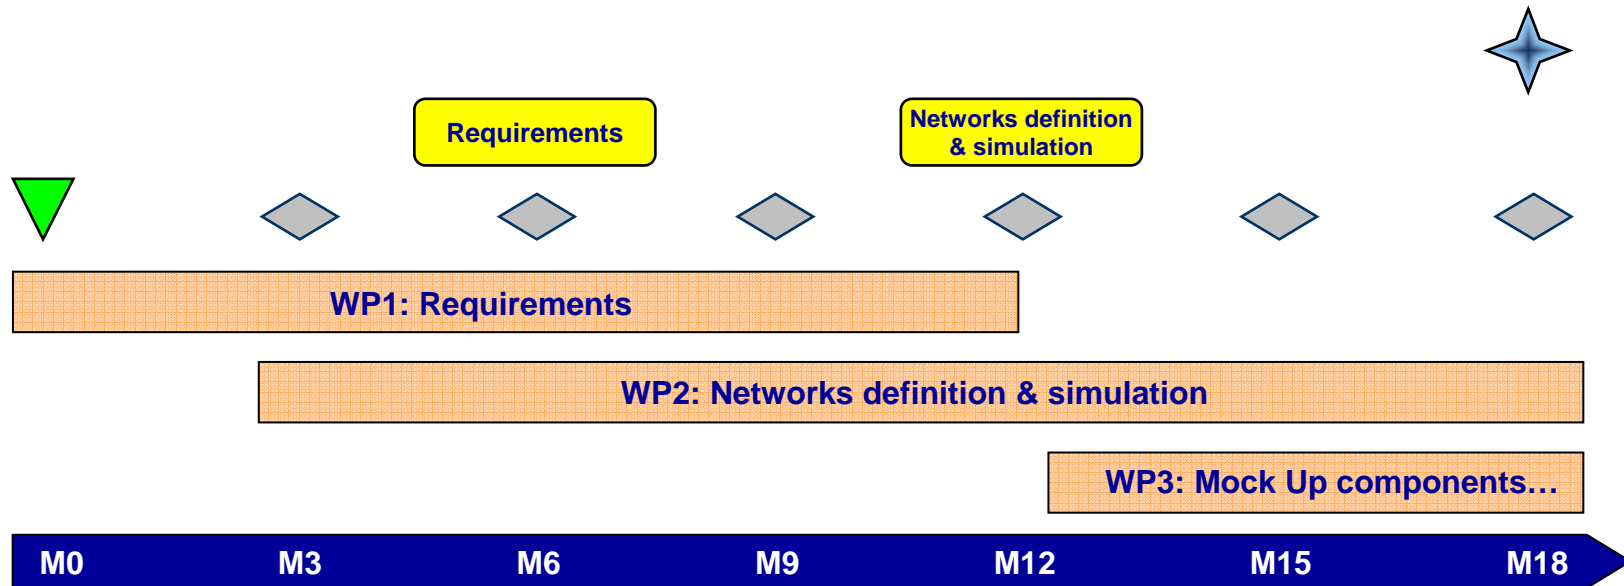 Requirements
Networks definition
& simulation
WP1: Requirements
WP2: Networks definition & simulation
WP3: Mock Up components…
M0 M3 M6 M9 M12 M15 M18